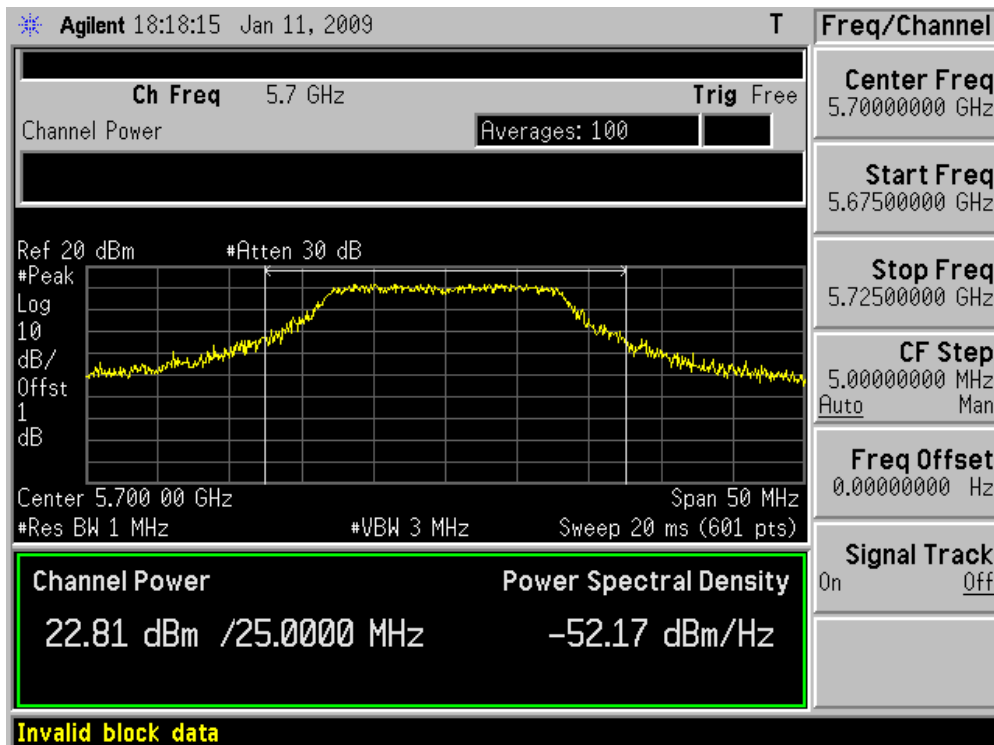 Agilent 18:18:15 Jan 11, 2009 T
Freq/Channel
Ch Freq 5.7 GHz Trig Free
Channel Power Averages: 100
Ref 20 dBm #Atten 30 dB
#Peak
Log
10
dB/
Offst
1
dB
Center 5.700 00 GHz Span 50 MHz
#Res BW 1 MHz #VBW 3 MHz Sweep 20 ms (601 pts)
Channel Power Power Spectral Density
22.81 dBm /25.0000 MHz -52.17 dBm/Hz
Invalid block data
Center Freq
5.70000000 GHz
Start Freq
5.67500000 GHz
Stop Freq
5.72500000 GHz
CF Step
5.00000000 MHz
Auto Man
Freq Offset
0.00000000 Hz
Signal Track
On Off